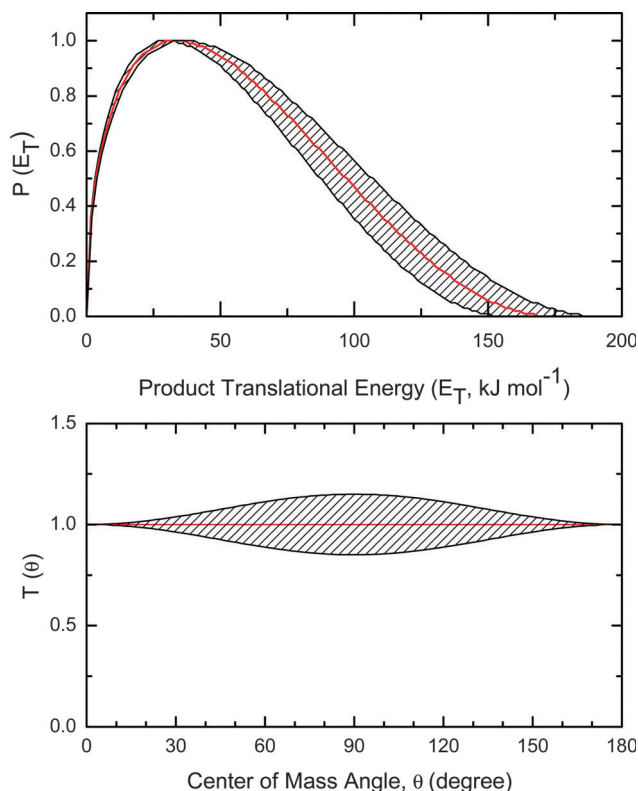 1.0
0.8
0.6
0.4
0.2
0.0
P (E_T)
0 50 100 150 200
Product Translational Energy (E_T, kJ mol⁻¹)
1.5
1.0
0.5
0.0
T (θ)
0 30 60 90 120 150 180
Center of Mass Angle, θ (degree)